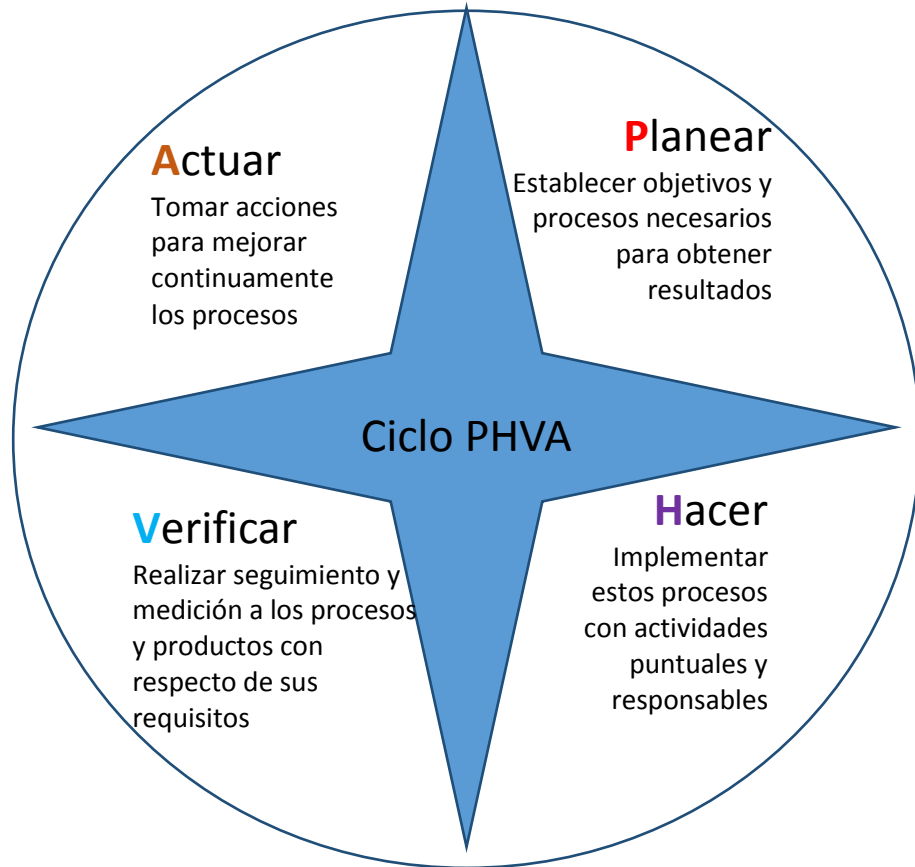 Actuar
Tomar acciones
para mejorar
continuamente
los procesos
Planear
Establecer objetivos y
procesos necesarios
para obtener
resultados
Ciclo PHVA
Verificar
Realizar seguimiento y
medición a los procesos
y productos con
respecto de sus
requisitos
Hacer
Implementar
estos procesos
con actividades
puntuales y
responsables